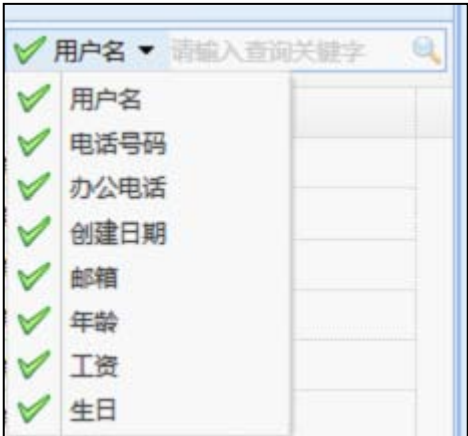 用户名 请输入查询关键字
用户名
电话号码
办公电话
创建日期
邮箱
年龄
工资
生日